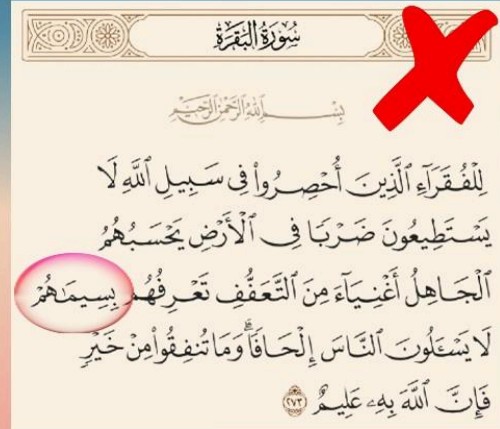 سُورَةُ البَقَرَةِ
بِسْمِ اللَّهِ الرَّحْمَٰنِ الرَّحِيمِ
لِلْفُقَرَآءِ ٱلَّذِينَ أُحْصِرُوا۟ فِى سَبِيلِ ٱللَّهِ لَا
يَسْتَطِيعُونَ ضَرْبًا فِى ٱلْأَرْضِ يَحْسَبُهُمُ
ٱلْجَاهِلُ أَغْنِيَآءَ مِنَ ٱلتَّعَفُّفِ تَعْرِفُهُم بِسِيمَٰهُمْ
لَا يَسْـَٔلُونَ ٱلنَّاسَ إِلْحَافًا ۗ وَمَا تُنفِقُوا۟ مِنْ خَيْرٍ
فَإِنَّ ٱللَّهَ بِهِۦ عَلِيمٌ ٢٧٣